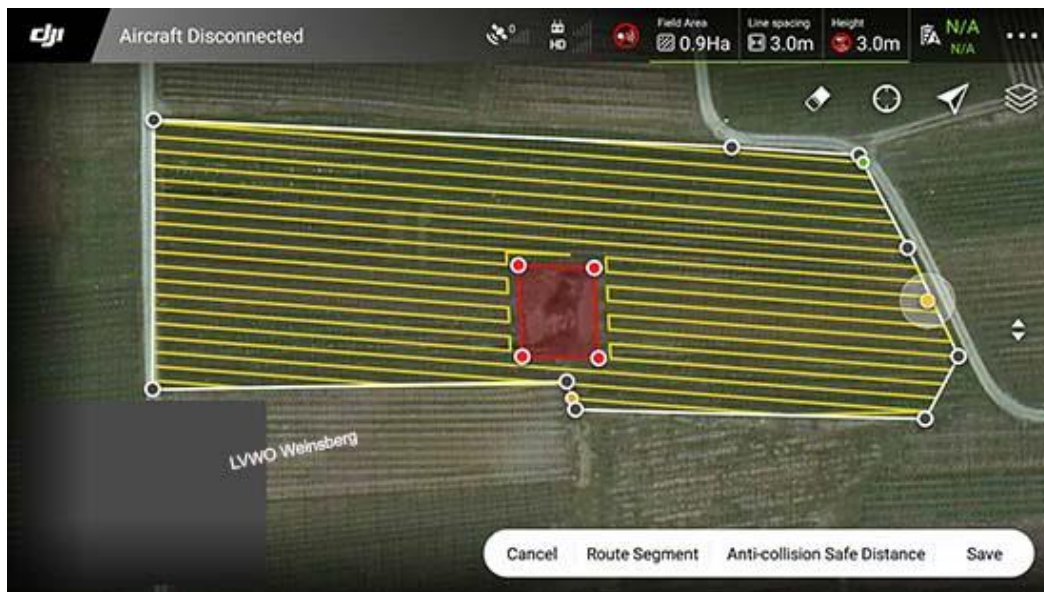 dji
Aircraft Disconnected
0
HD
Field Area
0.9Ha
Line spacing
3.0m
Height
3.0m
N/A
N/A
LVWO Weinsberg
Cancel
Route Segment
Anti-collision Safe Distance
Save